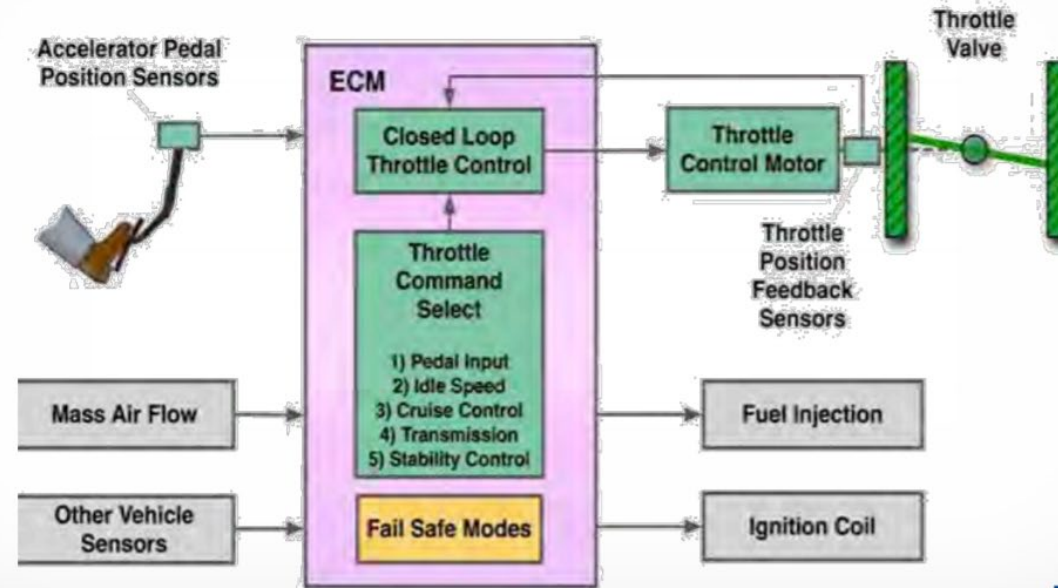 Accelerator Pedal
Position Sensors
ECM
Closed Loop
Throttle Control
Throttle
Control Motor
Throttle
Valve
Throttle
Position
Feedback
Sensors
Throttle
Command
Select
1) Pedal Input
2) Idle Speed
3) Cruise Control
4) Transmission
5) Stability Control
Mass Air Flow
Fuel Injection
Other Vehicle
Sensors
Fail Safe Modes
Ignition Coil